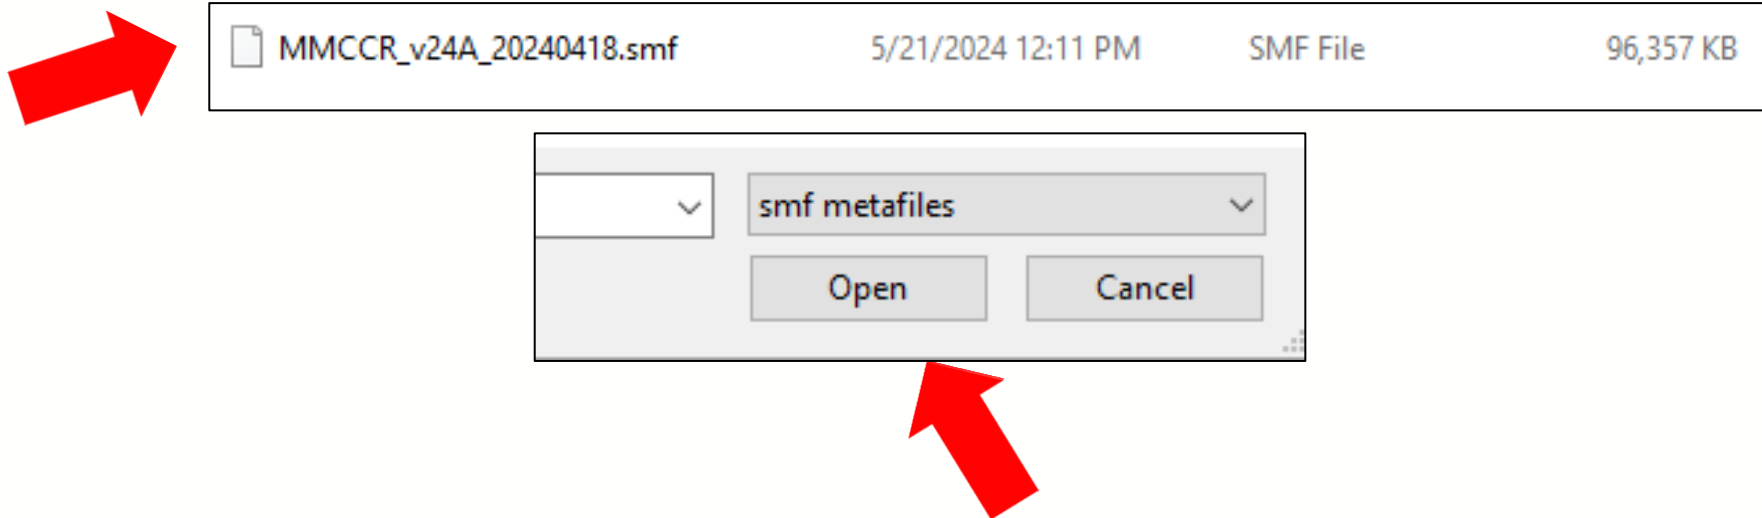 MMCCR_v24A_20240418.smf 5/21/2024 12:11 PM SMF File 96,357 KB
smf metafiles
Open Cancel